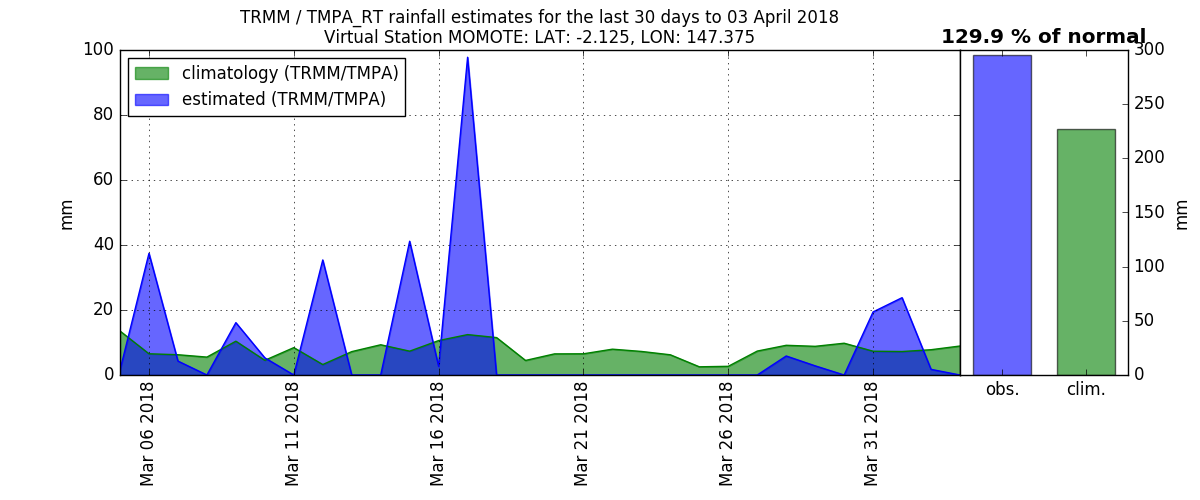 TRMM / TMPA_RT rainfall estimates for the last 30 days to 03 April 2018
Virtual Station MOMOTE: LAT: -2.125, LON: 147.375
129.9 % of normal
climatology (TRMM/TMPA)
estimated (TRMM/TMPA)
100
80
60
40
20
0
mm
Mar 06 2018
Mar 11 2018
Mar 16 2018
Mar 21 2018
Mar 26 2018
Mar 31 2018
obs.
clim.
300
250
200
150
100
50
0
mm